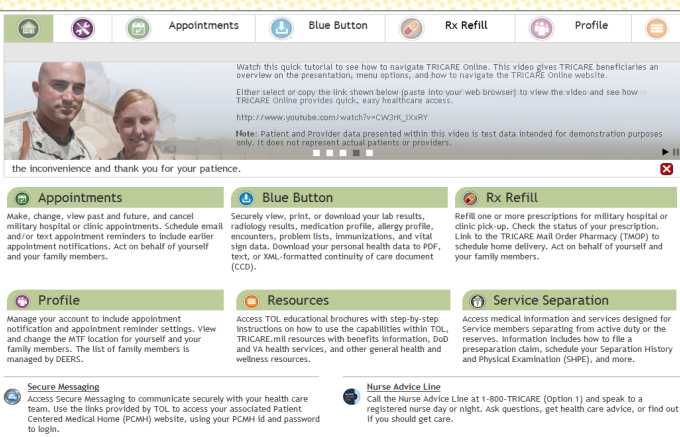 Appointments Blue Button Rx Refill Profile
Watch this quick tutorial to see how to navigate TRICARE Online. This video gives TRICARE beneficiaries an
overview on the presentation, menu options, and how to navigate the TRICARE Online website.
Either select or copy the link shown below (paste into your web browser) to view the video and see how
TRICARE Online provides quick, easy healthcare access.
http://www.youtube.com/watch?v=CW3rK_IXxRY
Note: Patient and Provider data presented within this video is test data intended for demonstration purposes
only. It does not represent actual patients or providers.
the inconvenience and thank you for your patience.
Appointments
Make, change, view past and future, and cancel
military hospital or clinic appointments. Schedule email
and/or text appointment reminders to include earlier
appointment notifications. Act on behalf of yourself
and your family members.
Blue Button
Securely view, print, or download your lab results,
radiology results, medication profile, allergy profile,
encounters, problem lists, immunizations, and vital
sign data. Download your personal health data to PDF,
text, or XML-formatted continuity of care document
(CCD).
Rx Refill
Refill one or more prescriptions for military hospital or
clinic pick-up. Check the status of your prescription.
Link to the TRICARE Mail Order Pharmacy (TMOP) to
schedule home delivery. Act on behalf of yourself and
your family members.
Profile
Manage your account to include appointment
notification and appointment reminder settings. View
and change the MTF location for yourself and your
family members. The list of family members is
managed by DEERS.
Resources
Access TOL educational brochures with step-by-step
instructions on how to use the capabilities within TOL,
TRICARE.mil resources with benefits information, DoD
and VA health services, and other general health and
wellness resources.
Service Separation
Access medical information and services designed for
Service members separating from active duty or the
reserves. Information includes how to file a
preseparation claim, schedule your Separation History
and Physical Examination (SHPE), and more.
Secure Messaging
Access Secure Messaging to communicate securely with your health care
team. Use the links provided by TOL to access your associated Patient
Centered Medical Home (PCMH) website, using your PCMH id and password
to login.
Nurse Advice Line
Call the Nurse Advice Line at 1-800-TRICARE (Option 1) and speak to a
registered nurse day or night. Ask questions, get health care advice, or find out
if you should get care.